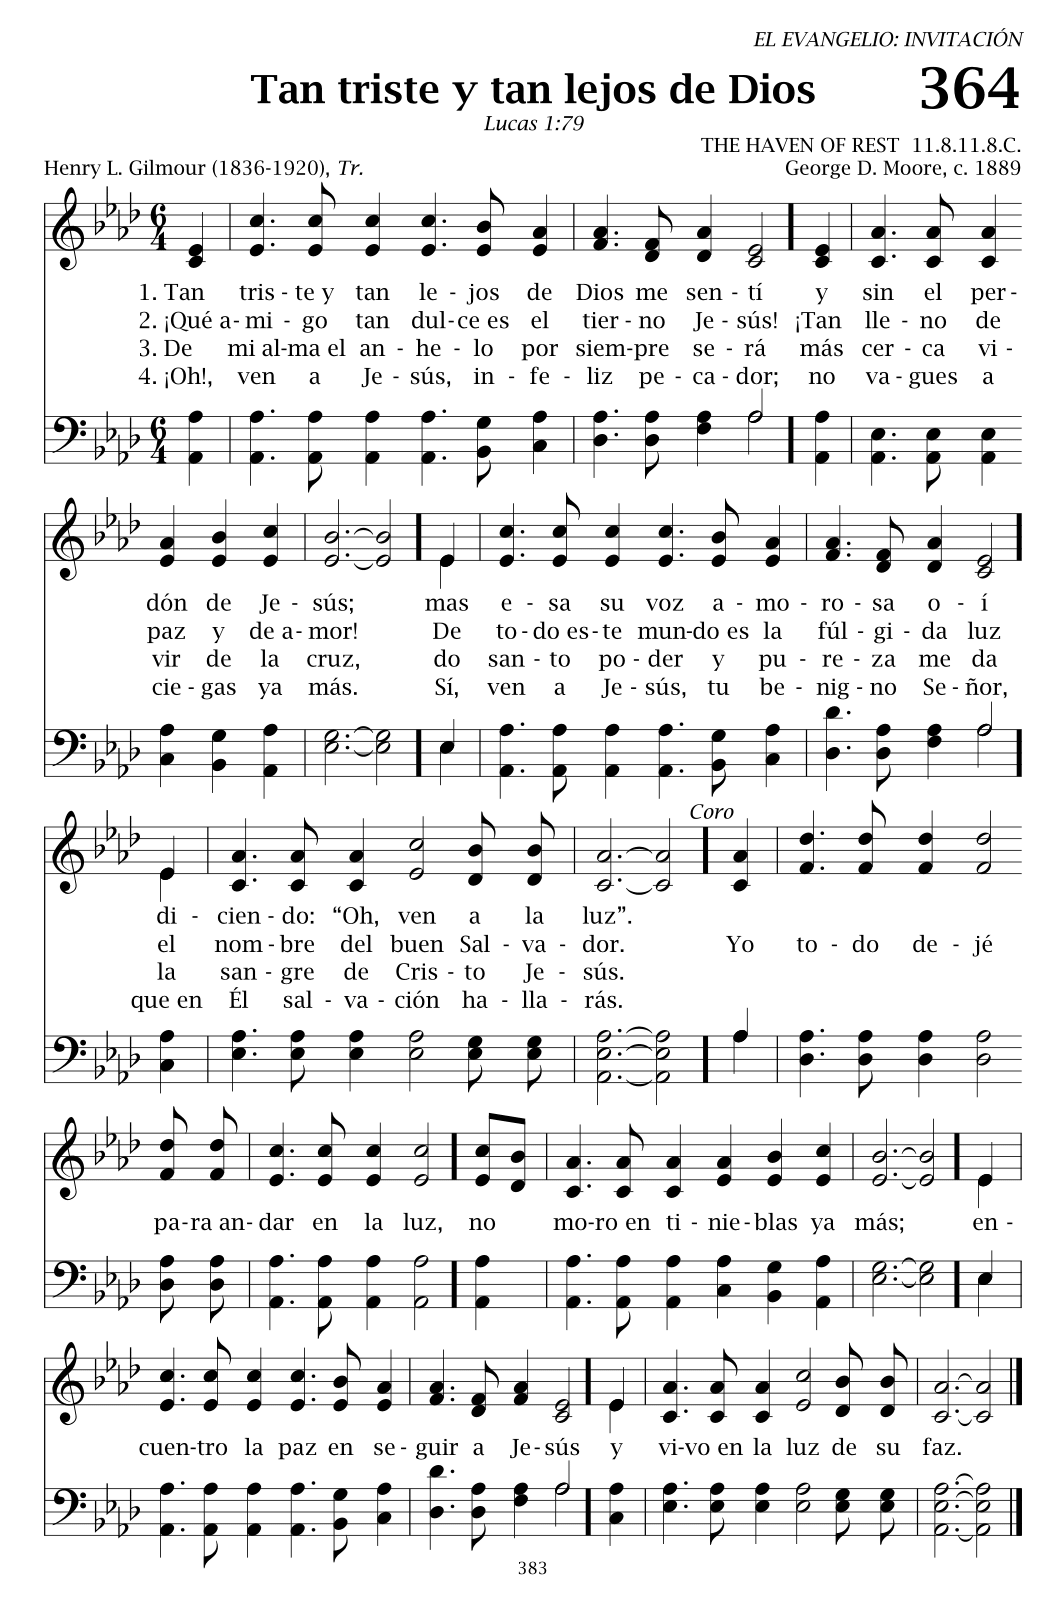 EL EVANGELIO: INVITACIÓN
Tan triste y tan lejos de Dios 364
Lucas 1:79
THE HAVEN OF REST 11.8.11.8.C.
Henry L. Gilmour (1836-1920), Tr. George D. Moore, c. 1889
1. Tan tris - te y tan le - jos de Dios me sen - tí y sin el per -
2. ¡Qué a - mi - go tan dul - ce es el tier - no Je - sús! ¡Tan lle - no de
3. De mi al - ma el an - he - lo por siem - pre se - rá más cer - ca vi -
4. ¡Oh!, ven a Je - sús, in - fe - liz pe - ca - dor; no va - gues a
dón de Je - sús; mas e - sa su voz a - mo - ro - sa o - í
paz y de a - mor! De to - do es - te mun - do es la fúl - gi - da luz
vir de la cruz, do san - to po - der y pu - re - za me da
cie - gas ya más. Sí, ven a Je - sús, tu be - nig - no Se - ñor,
Coro
di - cien - do: “Oh, ven a la luz”.
el nom - bre del buen Sal - va - dor. Yo to - do de - jé
la san - gre de Cris - to Je - sús.
que en Él sal - va - ción ha - lla - rás.
pa - ra an - dar en la luz, no mo - ro en ti - nie - blas ya más; en -
cuen - tro la paz en se - guir a Je - sús y vi - vo en la luz de su faz.
383